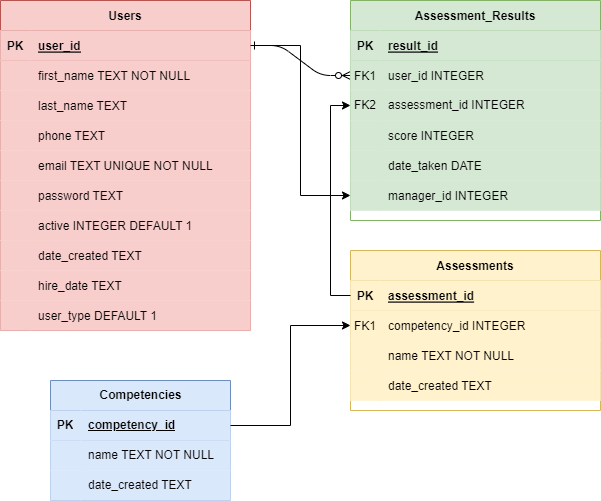 Users
PK user_id
first_name TEXT NOT NULL
last_name TEXT
phone TEXT
email TEXT UNIQUE NOT NULL
password TEXT
active INTEGER DEFAULT 1
date_created TEXT
hire_date TEXT
user_type DEFAULT 1
Assessment_Results
PK result_id
FK1 user_id INTEGER
FK2 assessment_id INTEGER
score INTEGER
date_taken DATE
manager_id INTEGER
Assessments
PK assessment_id
FK1 competency_id INTEGER
name TEXT NOT NULL
date_created TEXT
Competencies
PK competency_id
name TEXT NOT NULL
date_created TEXT